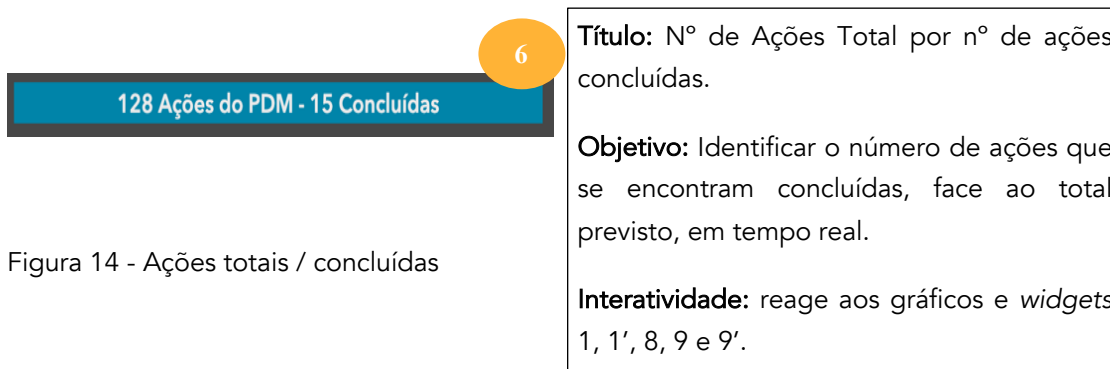 6
128 Ações do PDM - 15 Concluídas
Figura 14 - Ações totais / concluídas
Título: Nº de Ações Total por nº de ações
concluídas.
Objetivo: Identificar o número de ações que
se encontram concluídas, face ao total
previsto, em tempo real.
Interatividade: reage aos gráficos e widgets
1, 1’, 8, 9 e 9’.